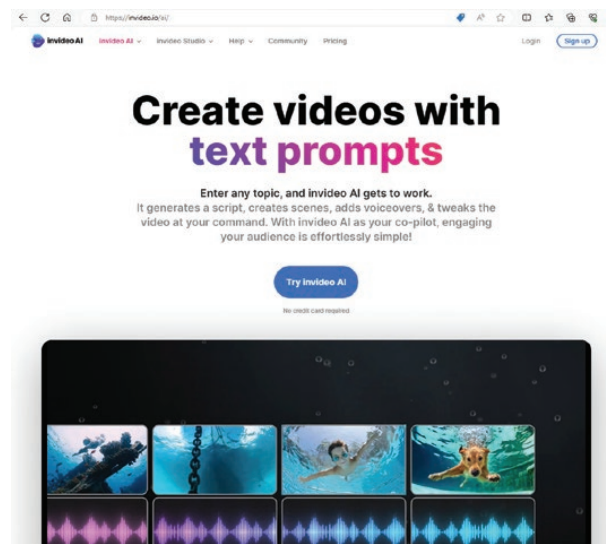 https://invideo.io/ai/
invideo AI invideo AI invideo Studio Help Community Pricing Login Sign up
Create videos with
text prompts
Enter any topic, and invideo AI gets to work.
It generates a script, creates scenes, adds voiceovers, & tweaks the
video at your command. With invideo AI as your co-pilot, engaging
your audience is effortlessly simple!
Try invideo AI
No credit card required